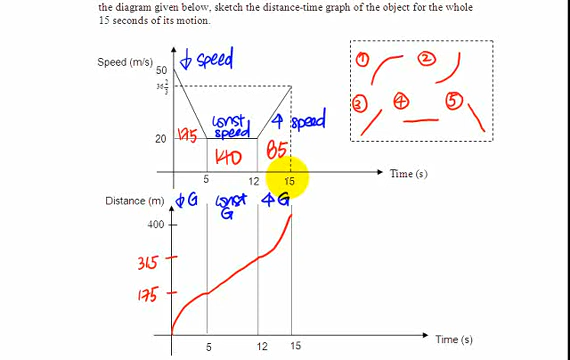 the diagram given below, sketch the distance-time graph of the object for the whole
15 seconds of its motion.
Speed (m/s)
↓ speed
50
① ②
const speed
↑ speed
③ ④ ⑤
20
175
140
85
5 12 15
Time (s)
Distance (m)
↓ G const G ↑ G
400
315
175
5 12 15
Time (s)